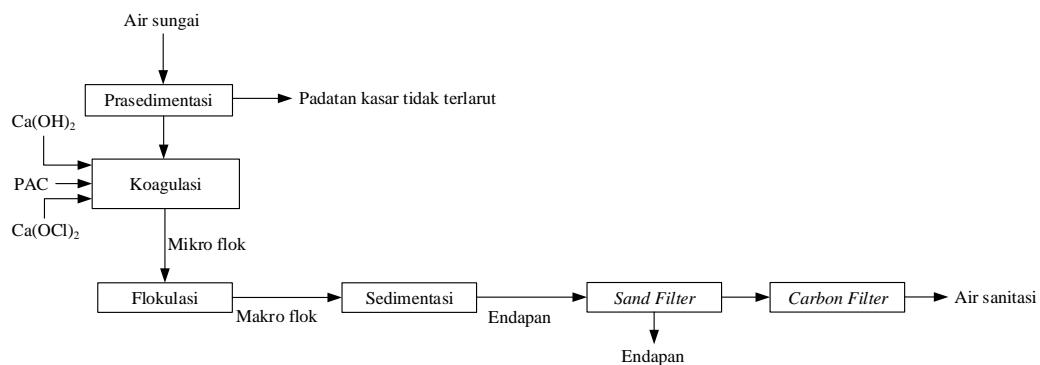 Air sungai
Prasedimentasi
Padatan kasar tidak terlarut
Ca(OH)₂
PAC
Koagulasi
Ca(OCl)₂
Mikro flok
Flokulasi
Makro flok
Sedimentasi
Endapan
Sand Filter
Endapan
Carbon Filter
Air sanitasi